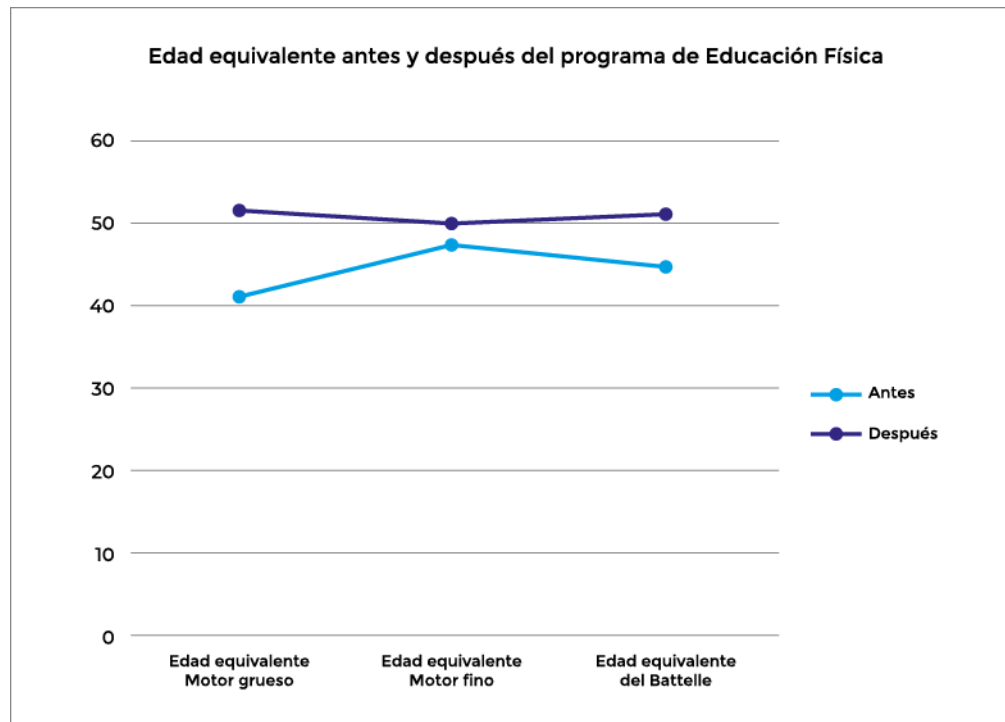 Edad equivalente antes y después del programa de Educación Física
60
50
40
30
20
10
0
Edad equivalente
Motor grueso
Edad equivalente
Motor fino
Edad equivalente
del Battelle
Antes
Después